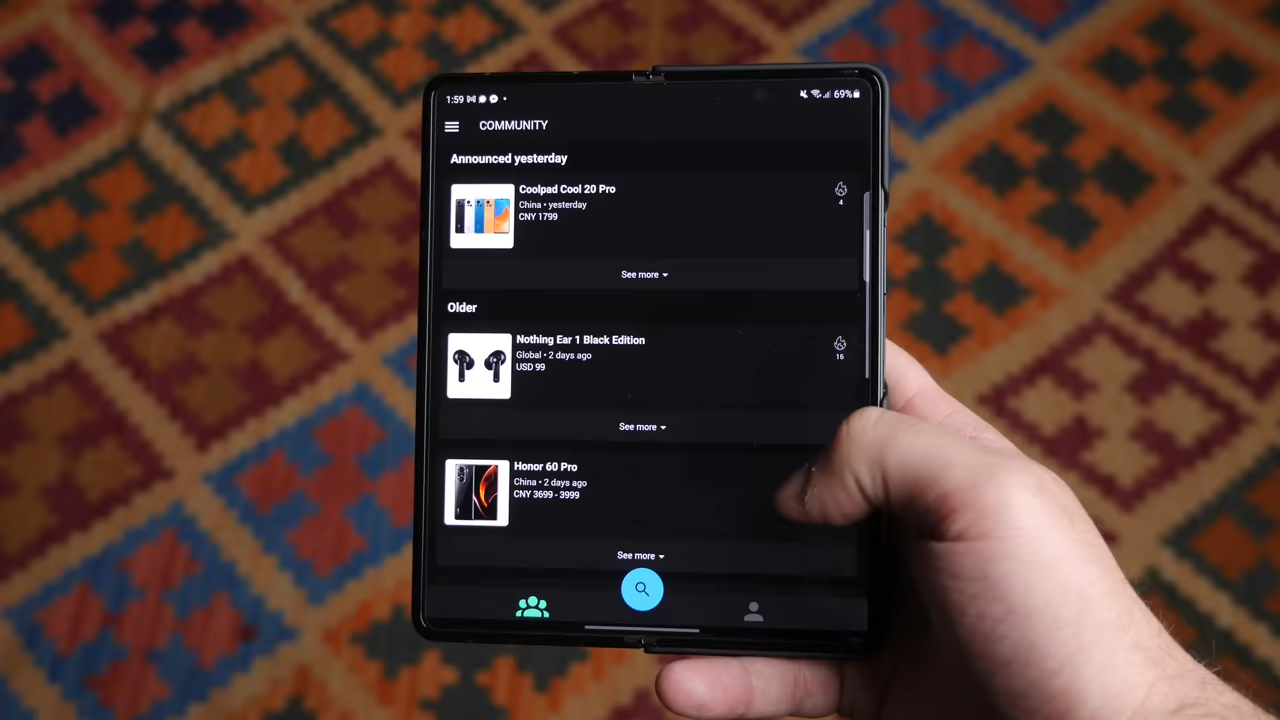 1:59
69%
COMMUNITY
Announced yesterday
Coolpad Cool 20 Pro
China • yesterday
CNY 1799
4
See more
Older
Nothing Ear 1 Black Edition
Global • 2 days ago
USD 99
16
See more
Honor 60 Pro
China • 2 days ago
CNY 3699 - 3999
See more